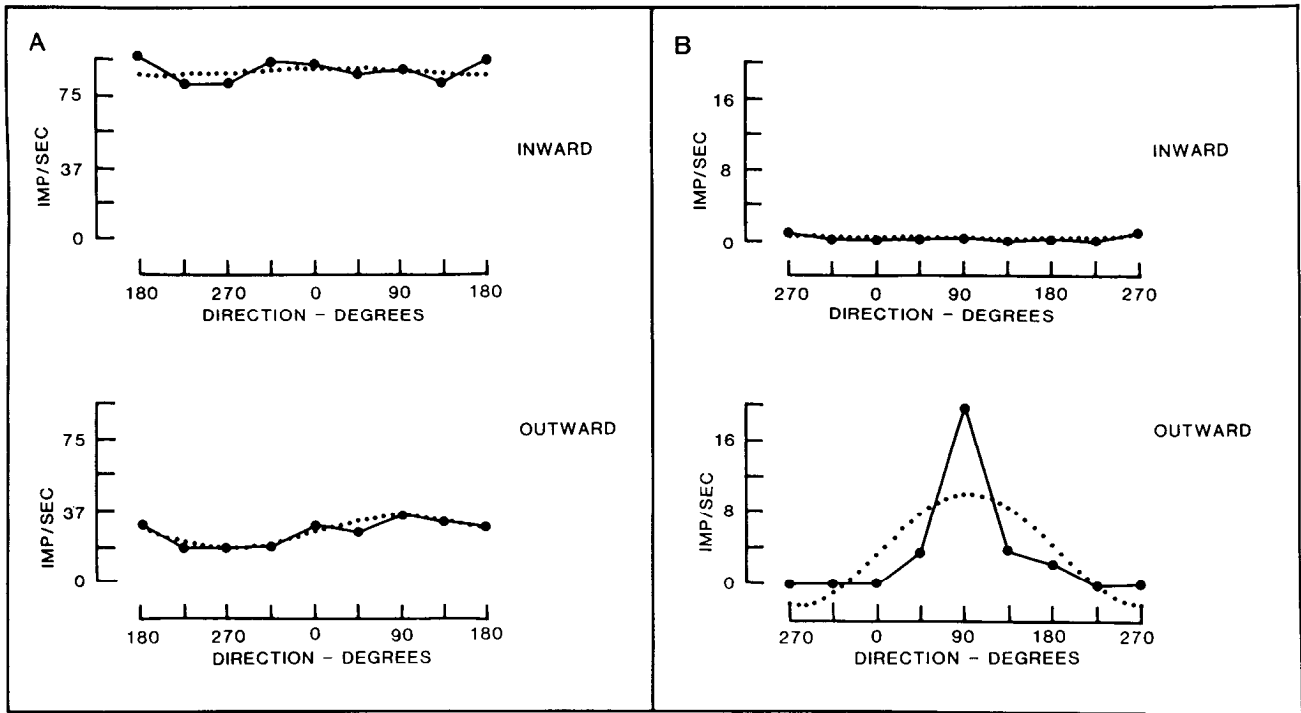 A
75
37
0
IMP/SEC
INWARD
180 270 0 90 180
DIRECTION – DEGREES
75
37
0
IMP/SEC
OUTWARD
180 270 0 90 180
DIRECTION – DEGREES
B
16
8
0
IMP/SEC
INWARD
270 0 90 180 270
DIRECTION – DEGREES
16
8
0
IMP/SEC
OUTWARD
270 0 90 180 270
DIRECTION – DEGREES